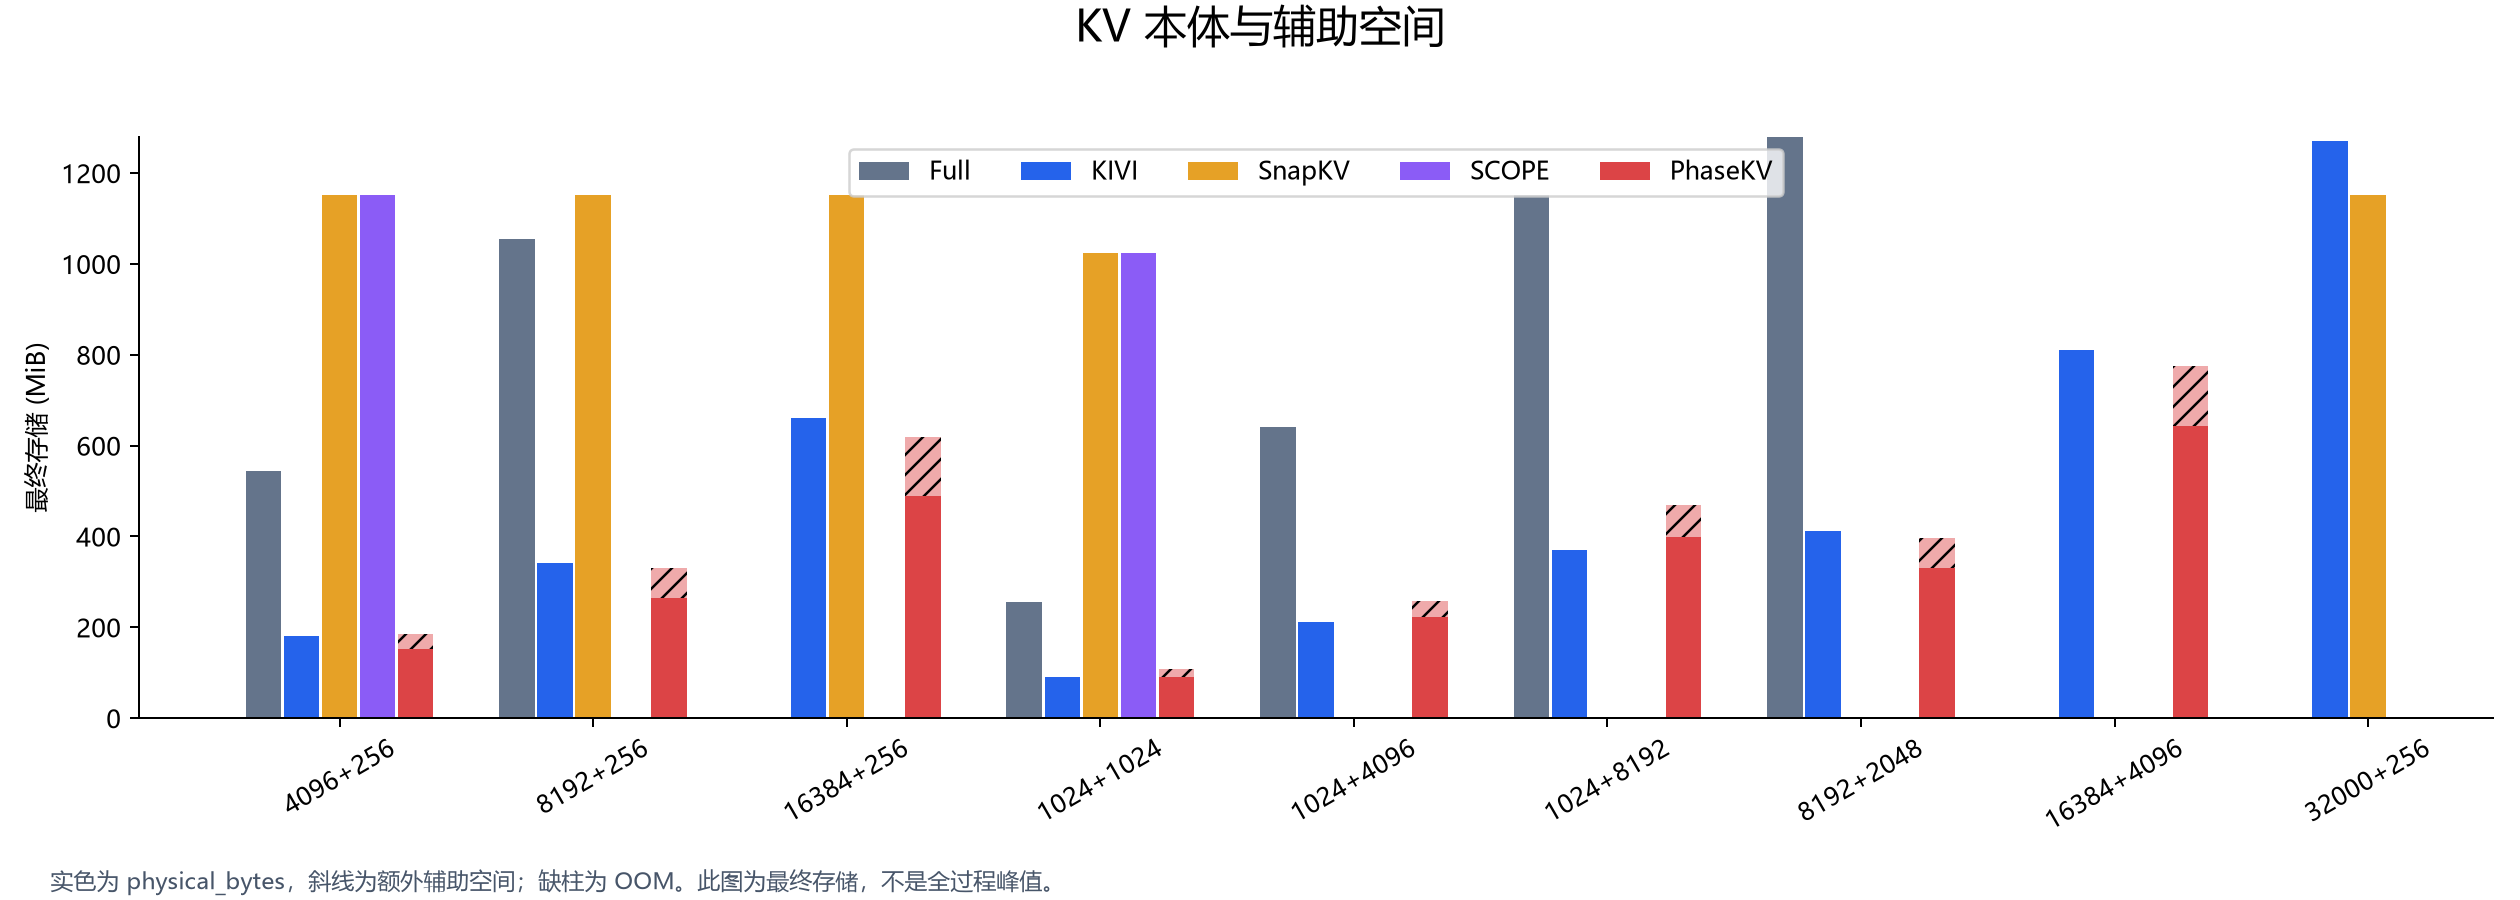 KV 本体与辅助空间
Full KIVI SnapKV SCOPE PhaseKV
最终存储 (MiB)
1200
1000
800
600
400
200
0
4096+256 8192+256 16384+256 1024+1024 1024+4096 1024+8192 8192+2048 16384+4096 32000+256
实色为 physical_bytes，斜线为额外辅助空间；缺柱为 OOM。此图为最终存储，不是全过程峰值。